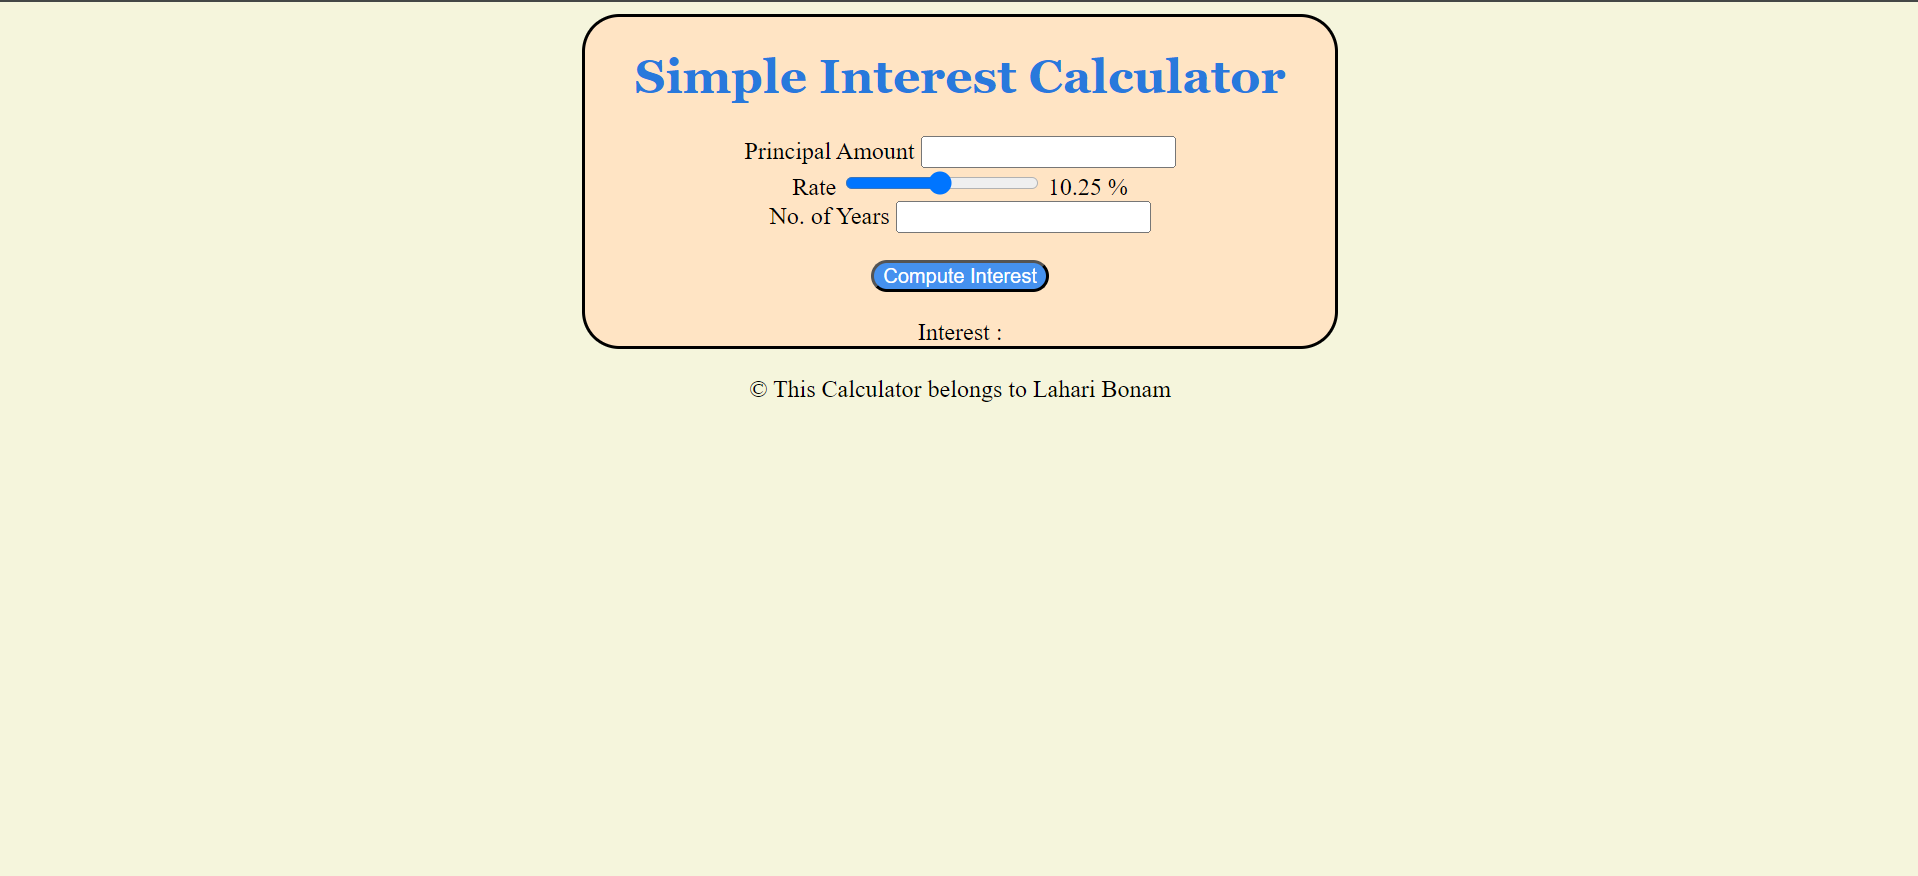 Simple Interest Calculator
Principal Amount
Rate 10.25 %
No. of Years
Compute Interest
Interest :
© This Calculator belongs to Lahari Bonam